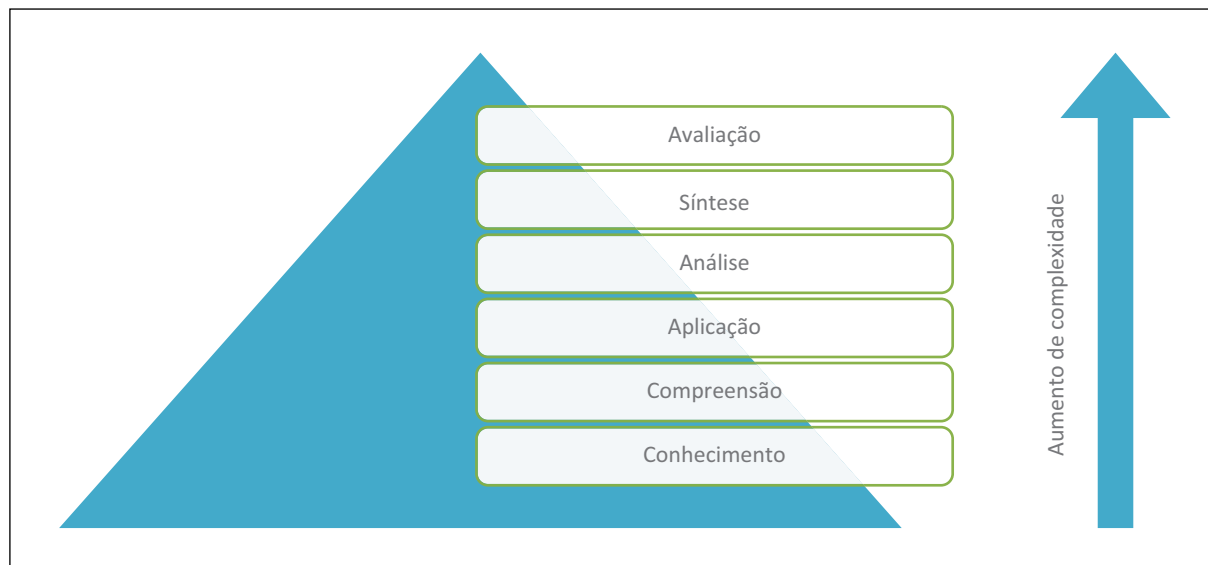 Avaliação
Síntese
Análise
Aplicação
Compreensão
Conhecimento
Aumento de complexidade